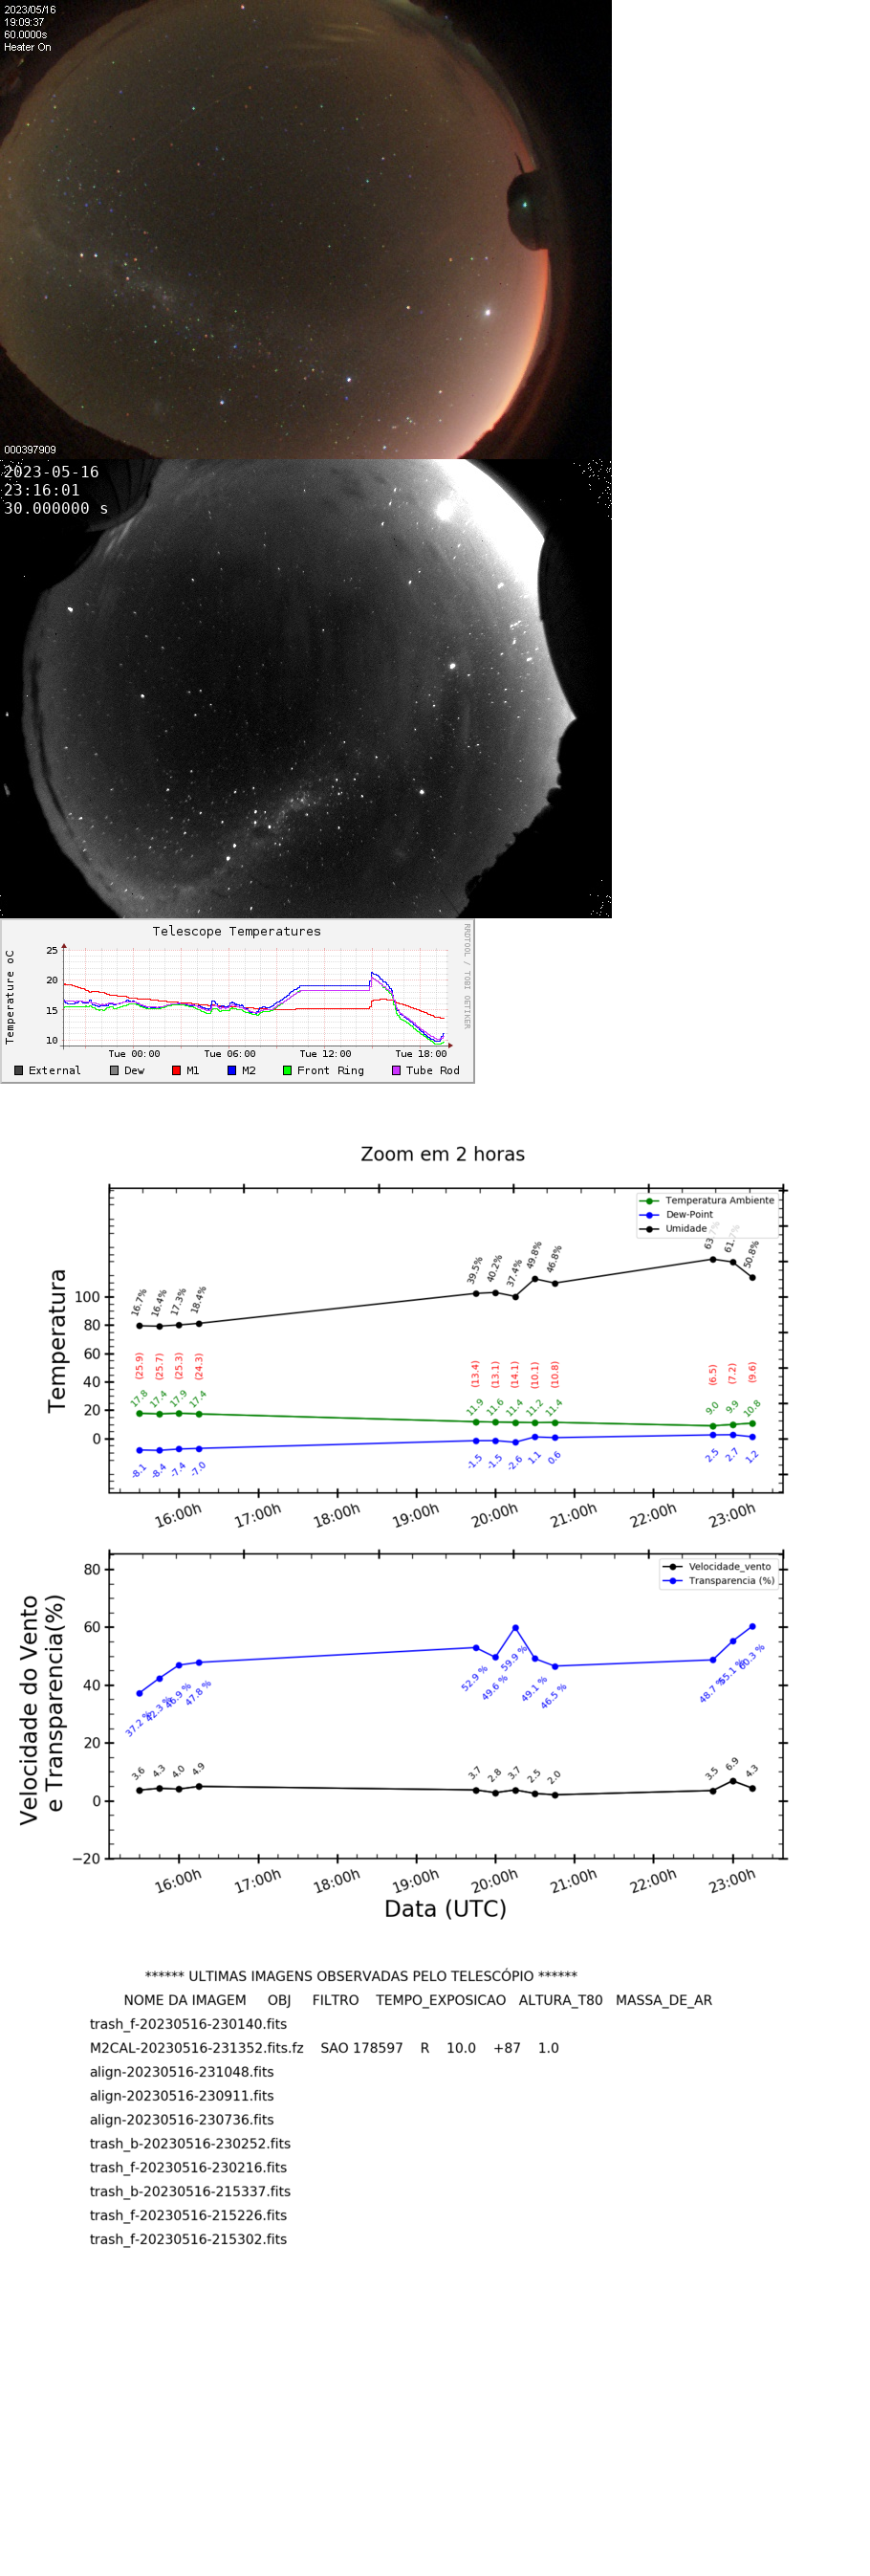 2023/05/16
19:09:37
60.0000s
Heater On
000397909
2023-05-16
23:16:01
30.000000 s
Telescope Temperatures
RRDTOOL / TOBI OETIKER
Temperature oC
25
20
15
10
Tue 00:00 Tue 06:00 Tue 12:00 Tue 18:00
External Dew M1 M2 Front Ring Tube Rod
Zoom em 2 horas
Temperatura Ambiente
Dew-Point
Umidade
Temperatura
100
80
60
40
20
0
16.7% 16.4% 17.3% 18.4% 39.5% 40.2% 37.4% 49.8% 46.8% 50.8%
(25.9) (25.7) (25.3) (24.3) (13.4) (13.1) (14.1) (10.1) (10.8) (6.5) (7.2) (9.6)
17.8 17.4 17.9 17.4 11.9 11.6 11.4 11.2 11.4 9.0 9.9 10.8
-8.1 -8.4 -7.4 -7.0 -1.5 -1.5 -2.6 1.1 0.6 2.5 2.7 1.2
16:00h 17:00h 18:00h 19:00h 20:00h 21:00h 22:00h 23:00h
Velocidade_vento
Transparencia (%)
Velocidade do Vento
e Transparencia(%)
80
60
40
20
0
−20
37.2 % 42.3 % 46.9 % 47.8 % 52.9 % 49.6 % 59.9 % 49.1 % 46.5 % 48.7 % 55.1 % 60.3 %
3.6 4.3 4.0 4.9 3.7 2.8 3.7 2.5 2.0 3.5 6.9 4.3
16:00h 17:00h 18:00h 19:00h 20:00h 21:00h 22:00h 23:00h
Data (UTC)
****** ULTIMAS IMAGENS OBSERVADAS PELO TELESCÓPIO ******
NOME DA IMAGEM OBJ FILTRO TEMPO_EXPOSICAO ALTURA_T80 MASSA_DE_AR
trash_f-20230516-230140.fits
M2CAL-20230516-231352.fits.fz SAO 178597 R 10.0 +87 1.0
align-20230516-231048.fits
align-20230516-230911.fits
align-20230516-230736.fits
trash_b-20230516-230252.fits
trash_f-20230516-230216.fits
trash_b-20230516-215337.fits
trash_f-20230516-215226.fits
trash_f-20230516-215302.fits